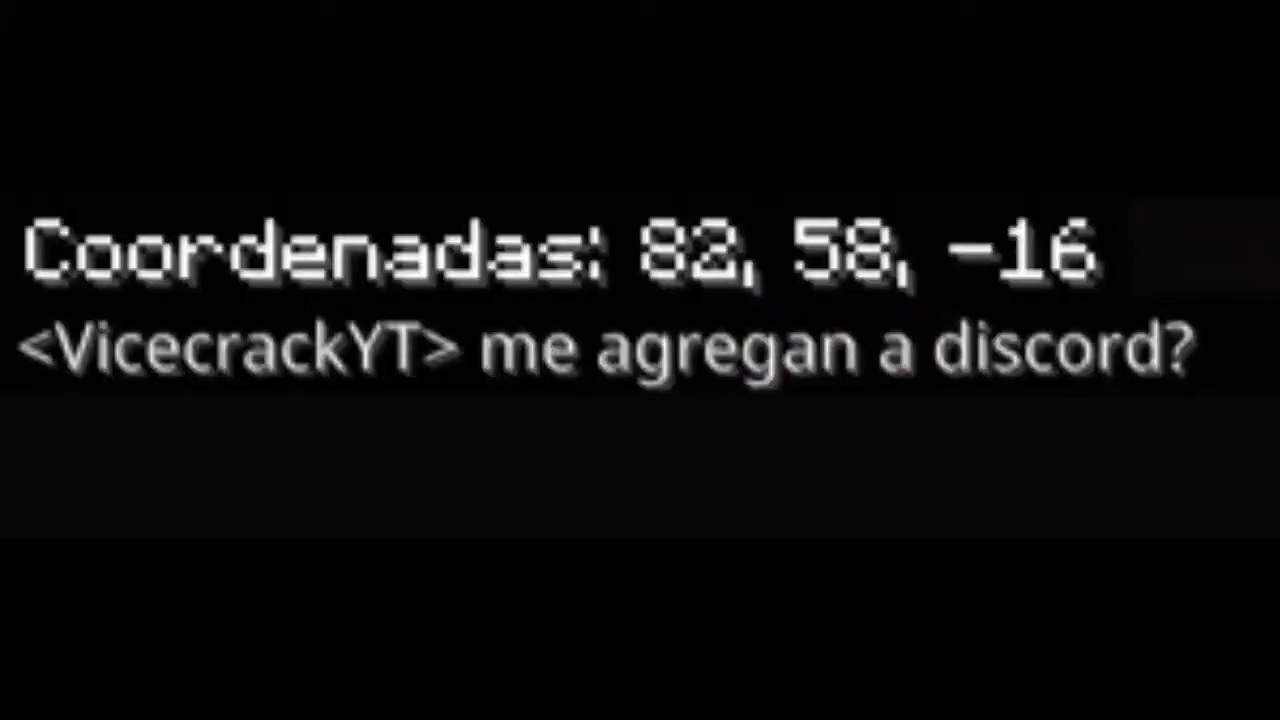 Coordenadas: 82, 58, -16
<VicecrackYT> me agregan a discord?